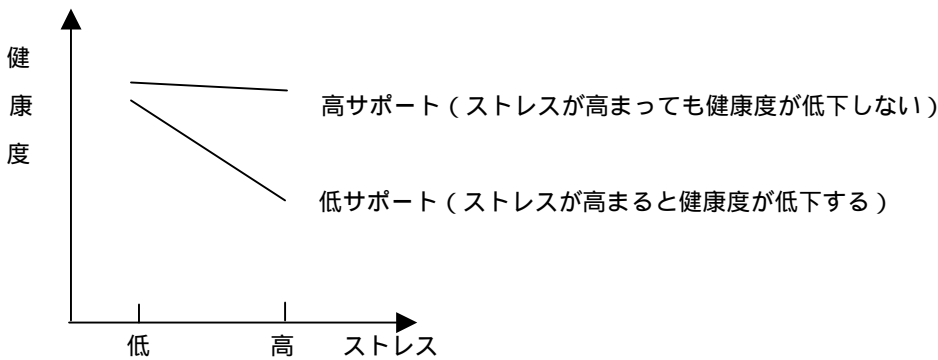 健康度
高サポート（ストレスが高まっても健康度が低下しない）
低サポート（ストレスが高まると健康度が低下する）
低 高 ストレス